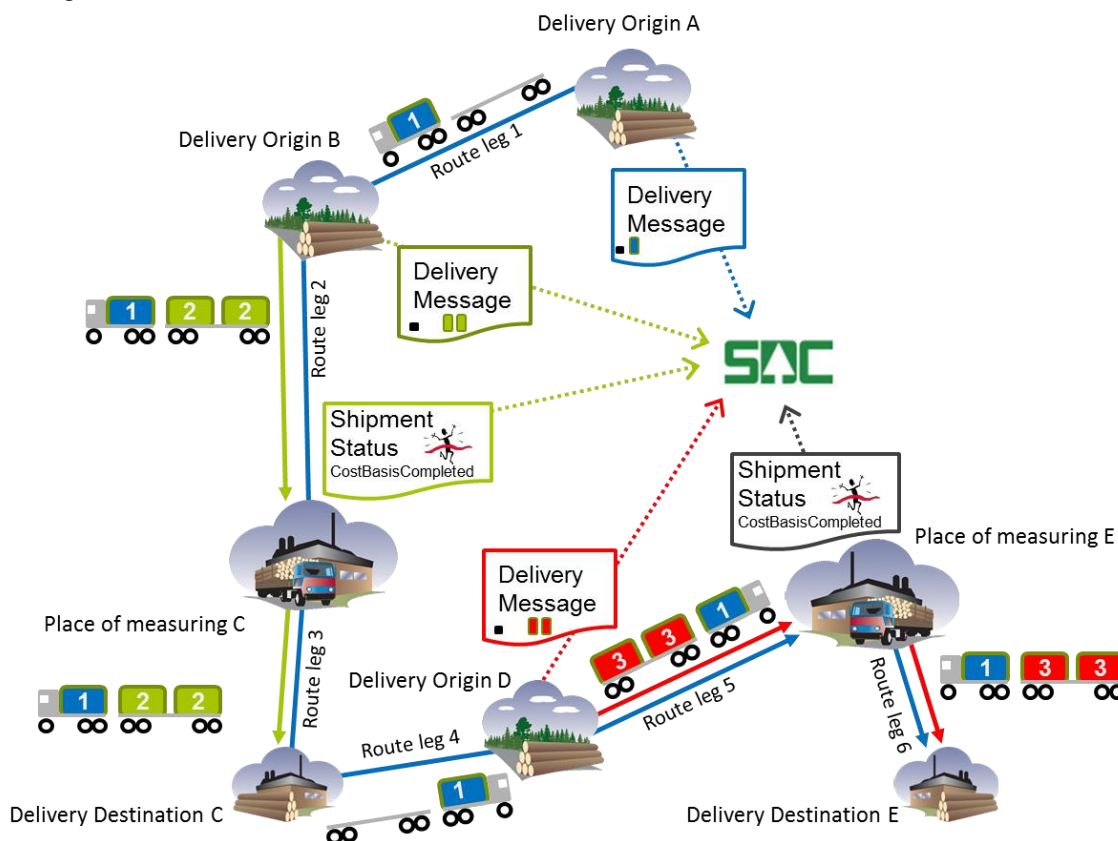 Delivery Origin A
Delivery Origin B
1
Route leg 1
Delivery
Message
Delivery
Message
1 2 2
Route leg 2
SDC
Shipment
Status
CostBasisCompleted
Shipment
Status
CostBasisCompleted
Place of measuring E
Delivery
Message
Place of measuring C
Route leg 3
3 3 1
Delivery Origin D
Route leg 5
Route leg 6
1 3 3
1 2 2
Route leg 4
1
Delivery Destination C
Delivery Destination E